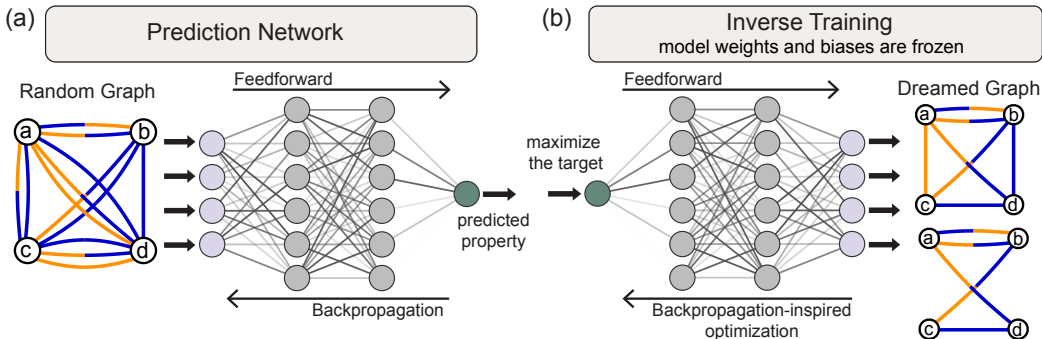 (a)
Prediction Network
Random Graph
Feedforward
a
b
c
d
predicted
property
Backpropagation
(b)
Inverse Training
model weights and biases are frozen
maximize
the target
Feedforward
Dreamed Graph
a
b
c
d
a
b
c
d
Backpropagation-inspired
optimization